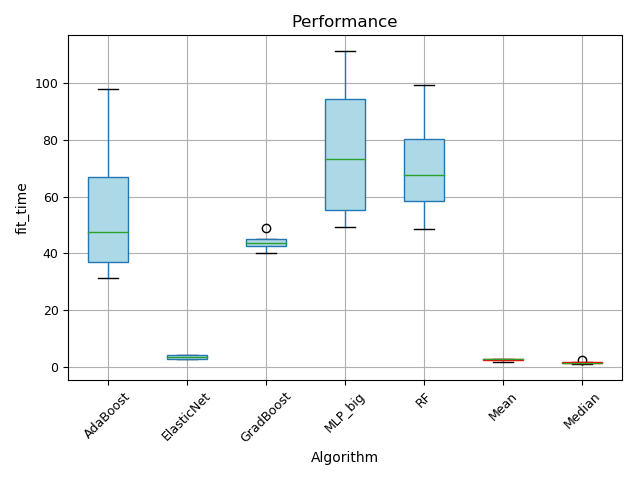 Performance
fit_time
100
80
60
40
20
0
AdaBoost
ElasticNet
GradBoost
MLP_big
RF
Mean
Median
Algorithm